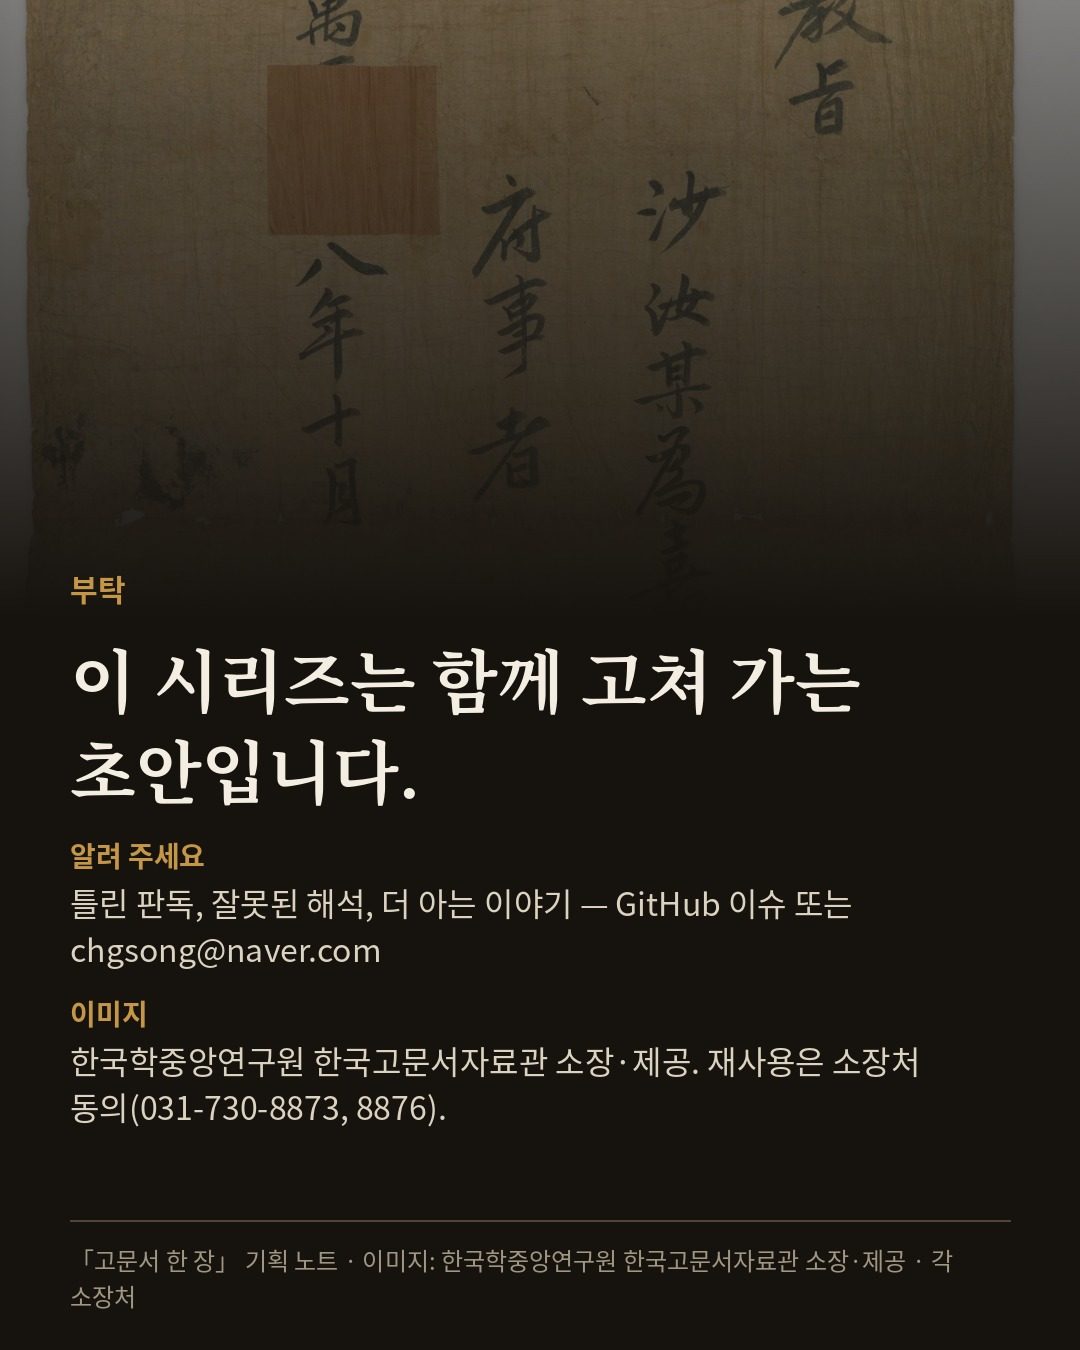 教旨
沙汝某爲嘉
府事者
萬
八年十月
부탁
이 시리즈는 함께 고쳐 가는
초안입니다.
알려 주세요
틀린 판독, 잘못된 해석, 더 아는 이야기 — GitHub 이슈 또는
chgsong@naver.com
이미지
한국학중앙연구원 한국고문서자료관 소장·제공. 재사용은 소장처
동의(031-730-8873, 8876).
「고문서 한 장」 기획 노트 · 이미지: 한국학중앙연구원 한국고문서자료관 소장·제공 · 각
소장처